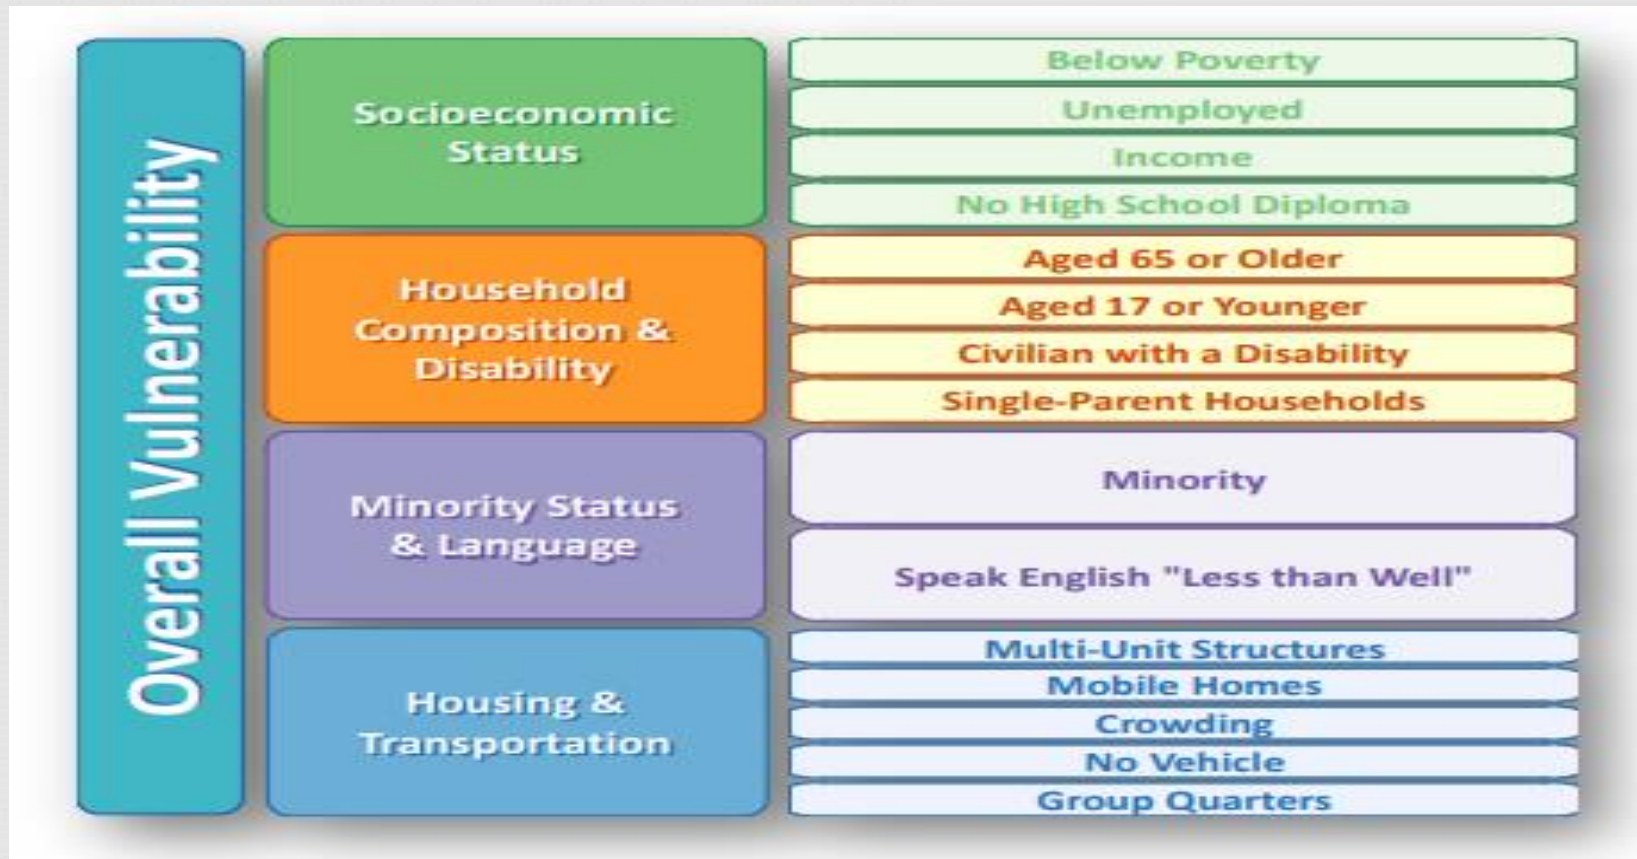 Overall Vulnerability
Socioeconomic
Status
Below Poverty
Unemployed
Income
No High School Diploma
Household
Composition &
Disability
Aged 65 or Older
Aged 17 or Younger
Civilian with a Disability
Single-Parent Households
Minority Status
& Language
Minority
Speak English "Less than Well"
Housing &
Transportation
Multi-Unit Structures
Mobile Homes
Crowding
No Vehicle
Group Quarters